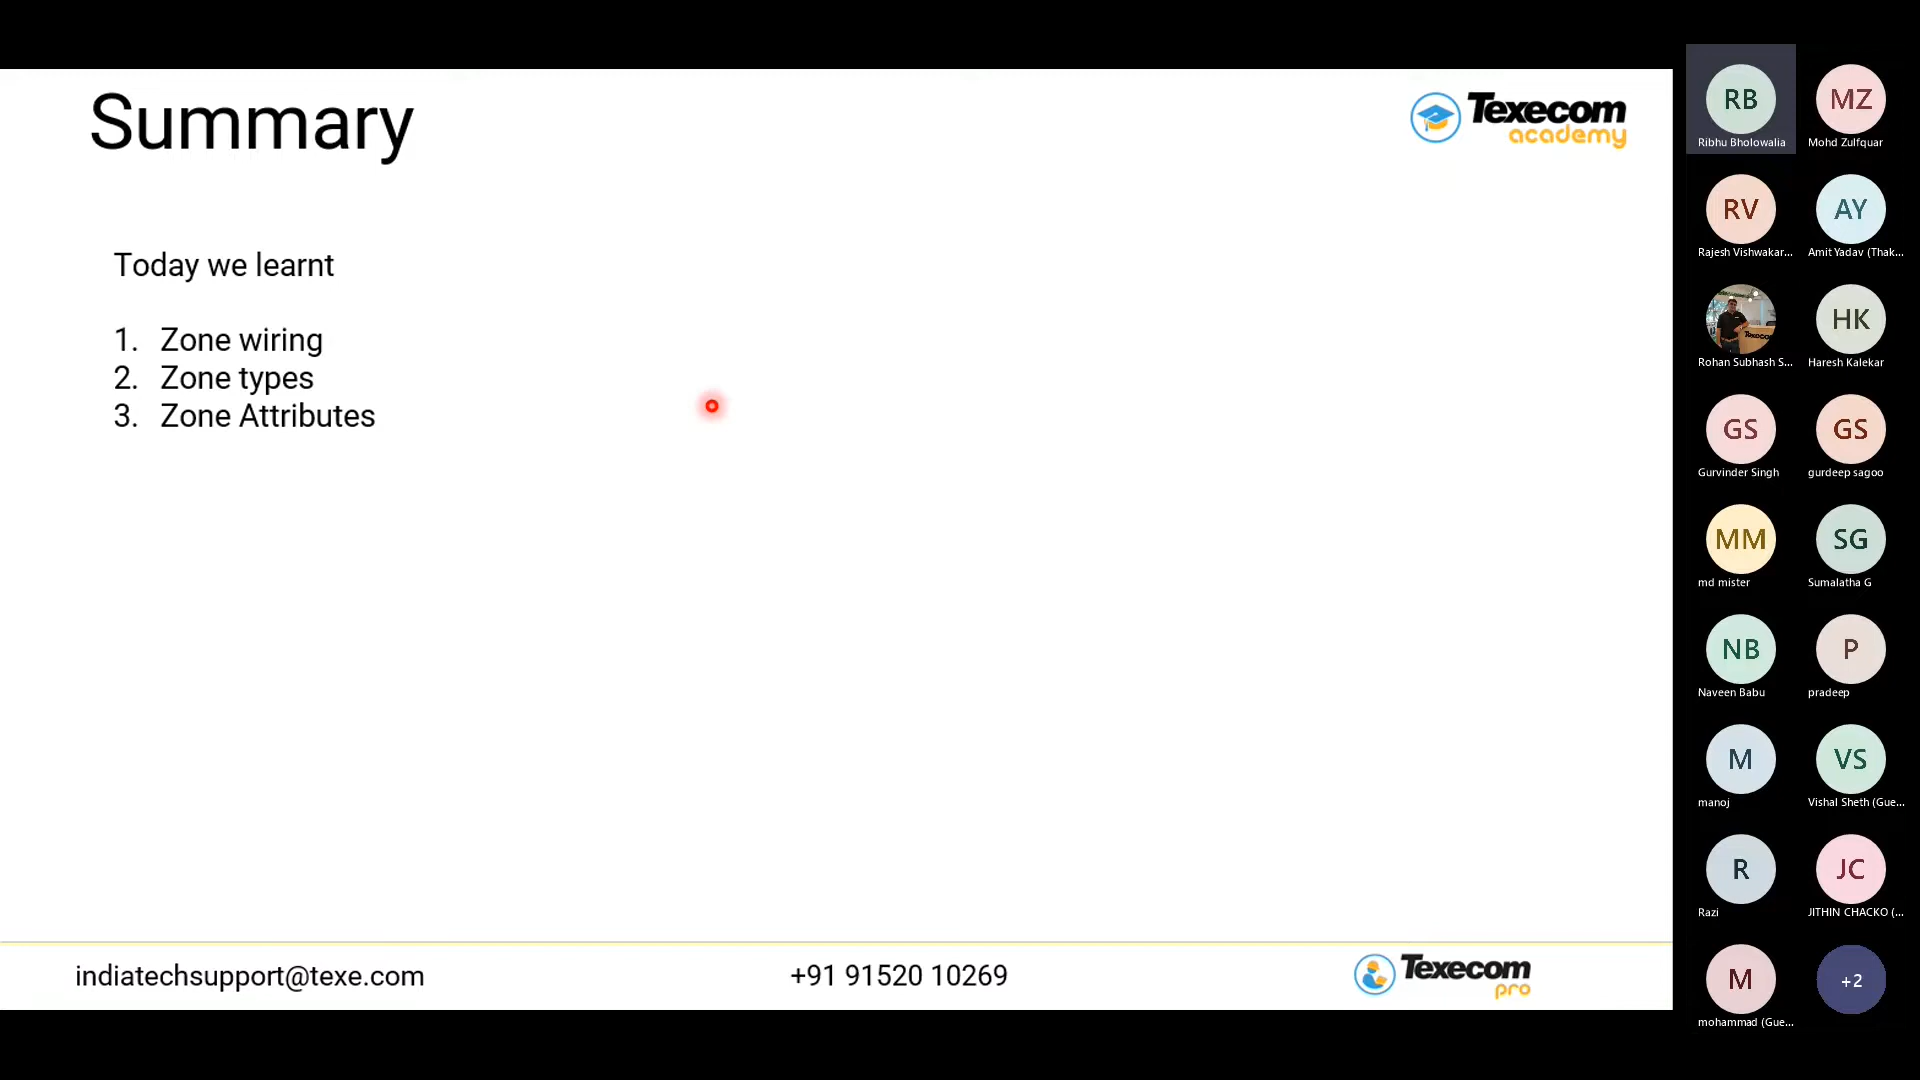 Summary
Texecom
academy
Today we learnt
1. Zone wiring
2. Zone types
3. Zone Attributes
indiatechsupport@texe.com
+91 91520 10269
Texecom
pro
RB
Ribhu Bholowalia
MZ
Mohd Zulfquar
RV
Rajesh Vishwakar...
AY
Amit Yadav (Thak...
Rohan Subhash S...
HK
Haresh Kalekar
GS
Gurvinder Singh
GS
gurdeep sagoo
MM
md mister
SG
Sumalatha G
NB
Naveen Babu
P
pradeep
M
manoj
VS
Vishal Sheth (Gue...
R
Razi
JC
JITHIN CHACKO (...
M
mohammad (Gue...
+2